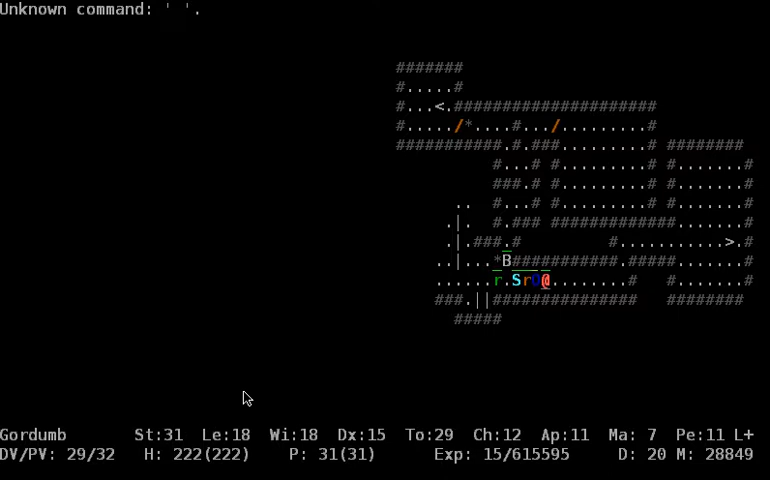 Unknown command: ' '.
#######
#.....#
#...<.#####################
#...../*....#.../.........#
###########.#.###.........# ########
#...# #.........# #.......#
###.# #.........# #.......#
.. #...# #.........# #.......#
.|. #.### #############.......#
.|.###.# #...........>.#
..|...*B###########.#####.......#
......r.SrD@........# #.......#
###.||############### ########
#####
Gordumb St:31 Le:18 Wi:18 Dx:15 To:29 Ch:12 Ap:11 Ma: 7 Pe:11 L+
DV/PV: 29/32 H: 222(222) P: 31(31) Exp: 15/615595 D: 20 M: 28849